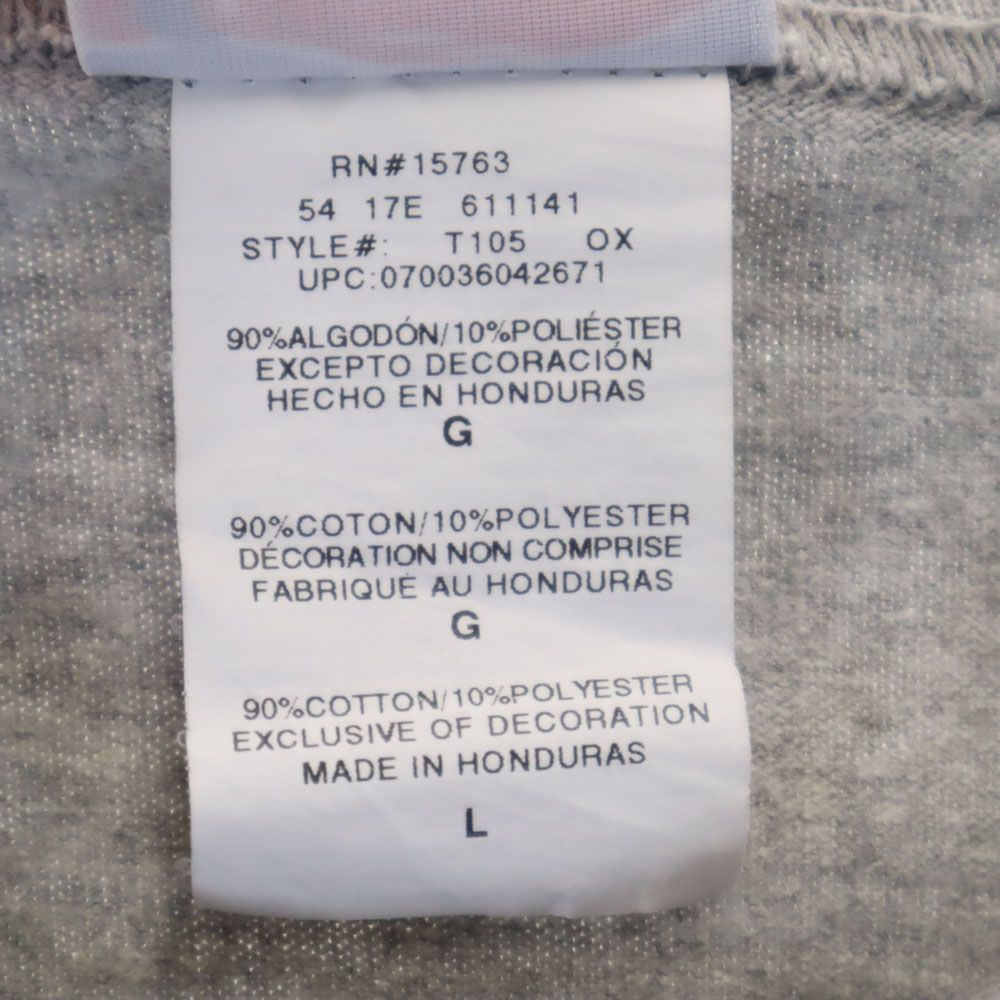 RN#15763
54 17E 611141
STYLE#: T105 OX
UPC:070036042671
90%ALGODÓN/10%POLIÉSTER
EXCEPTO DECORACIÓN
HECHO EN HONDURAS
G
90%COTON/10%POLYESTER
DÉCORATION NON COMPRISE
FABRIQUÉ AU HONDURAS
G
90%COTTON/10%POLYESTER
EXCLUSIVE OF DECORATION
MADE IN HONDURAS
L